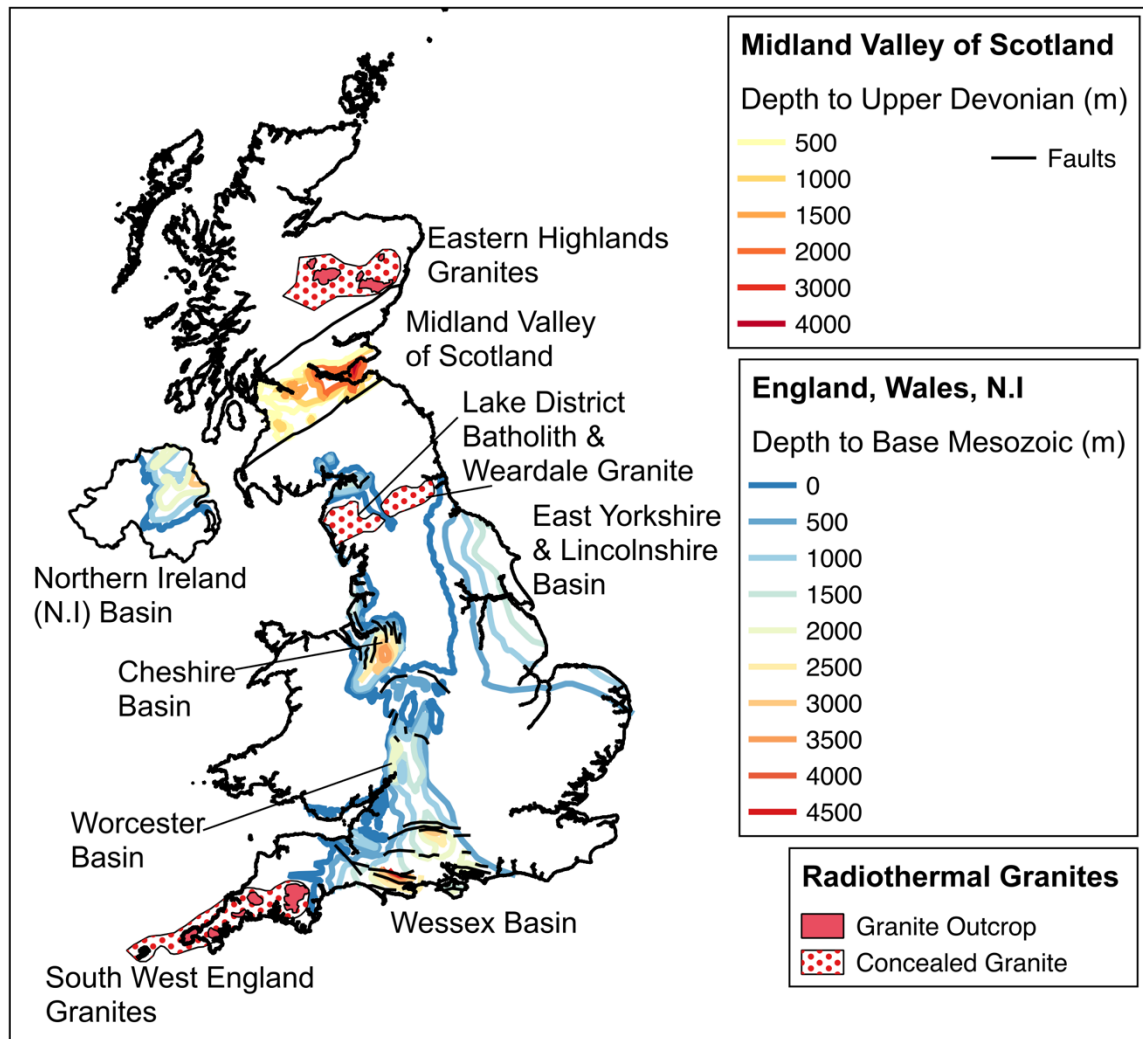 Midland Valley of Scotland
Depth to Upper Devonian (m)
500
1000
1500
2000
3000
4000
Faults
England, Wales, N.I
Depth to Base Mesozoic (m)
0
500
1000
1500
2000
2500
3000
3500
4000
4500
Radiothermal Granites
Granite Outcrop
Concealed Granite
Eastern Highlands
Granites
Midland Valley
of Scotland
Lake District
Batholith &
Weardale Granite
East Yorkshire
& Lincolnshire
Basin
Northern Ireland
(N.I) Basin
Cheshire
Basin
Worcester
Basin
Wessex Basin
South West England
Granites